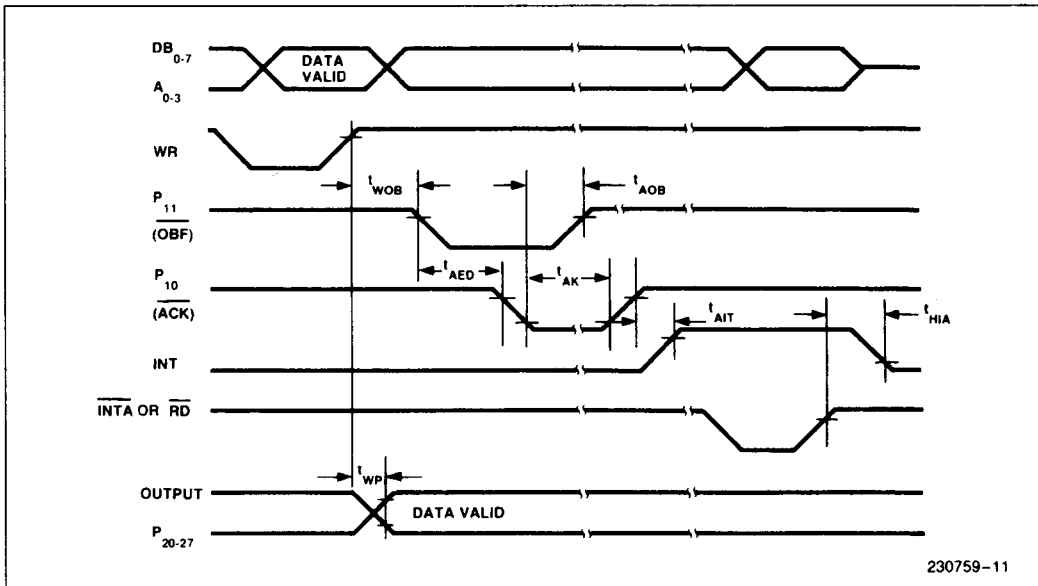 DB0-7
DATA
VALID
A0-3
WR
tWOB
tAOB
P11
(OBF)
tAED
tAK
P10
(ACK)
tAIT
tHIA
INT
INTA OR RD
tWP
OUTPUT
DATA VALID
P20-27
230759-11